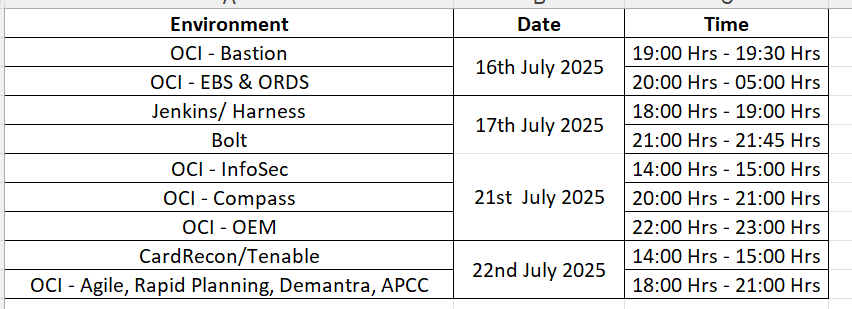 Environment Date Time
OCI - Bastion 16th July 2025 19:00 Hrs - 19:30 Hrs
OCI - EBS & ORDS 20:00 Hrs - 05:00 Hrs
Jenkins/ Harness 17th July 2025 18:00 Hrs - 19:00 Hrs
Bolt 21:00 Hrs - 21:45 Hrs
OCI - InfoSec 14:00 Hrs - 15:00 Hrs
OCI - Compass 21st  July 2025 20:00 Hrs - 21:00 Hrs
OCI - OEM 22:00 Hrs - 23:00 Hrs
CardRecon/Tenable 22nd July 2025 14:00 Hrs - 15:00 Hrs
OCI - Agile, Rapid Planning, Demantra, APCC 18:00 Hrs - 21:00 Hrs